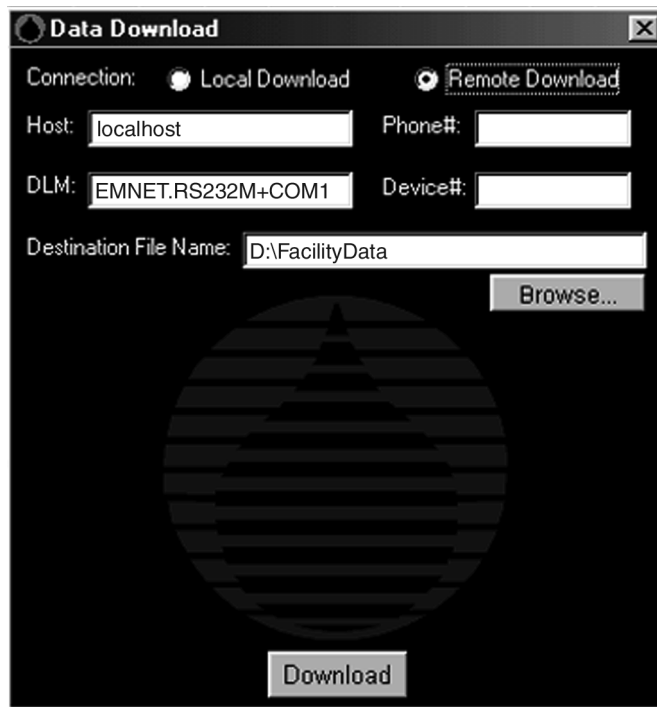 Data Download
Connection: Local Download Remote Download
Host: localhost Phone#:
DLM: EMNET.RS232M+COM1 Device#:
Destination File Name: D:\FacilityData
Browse...
Download